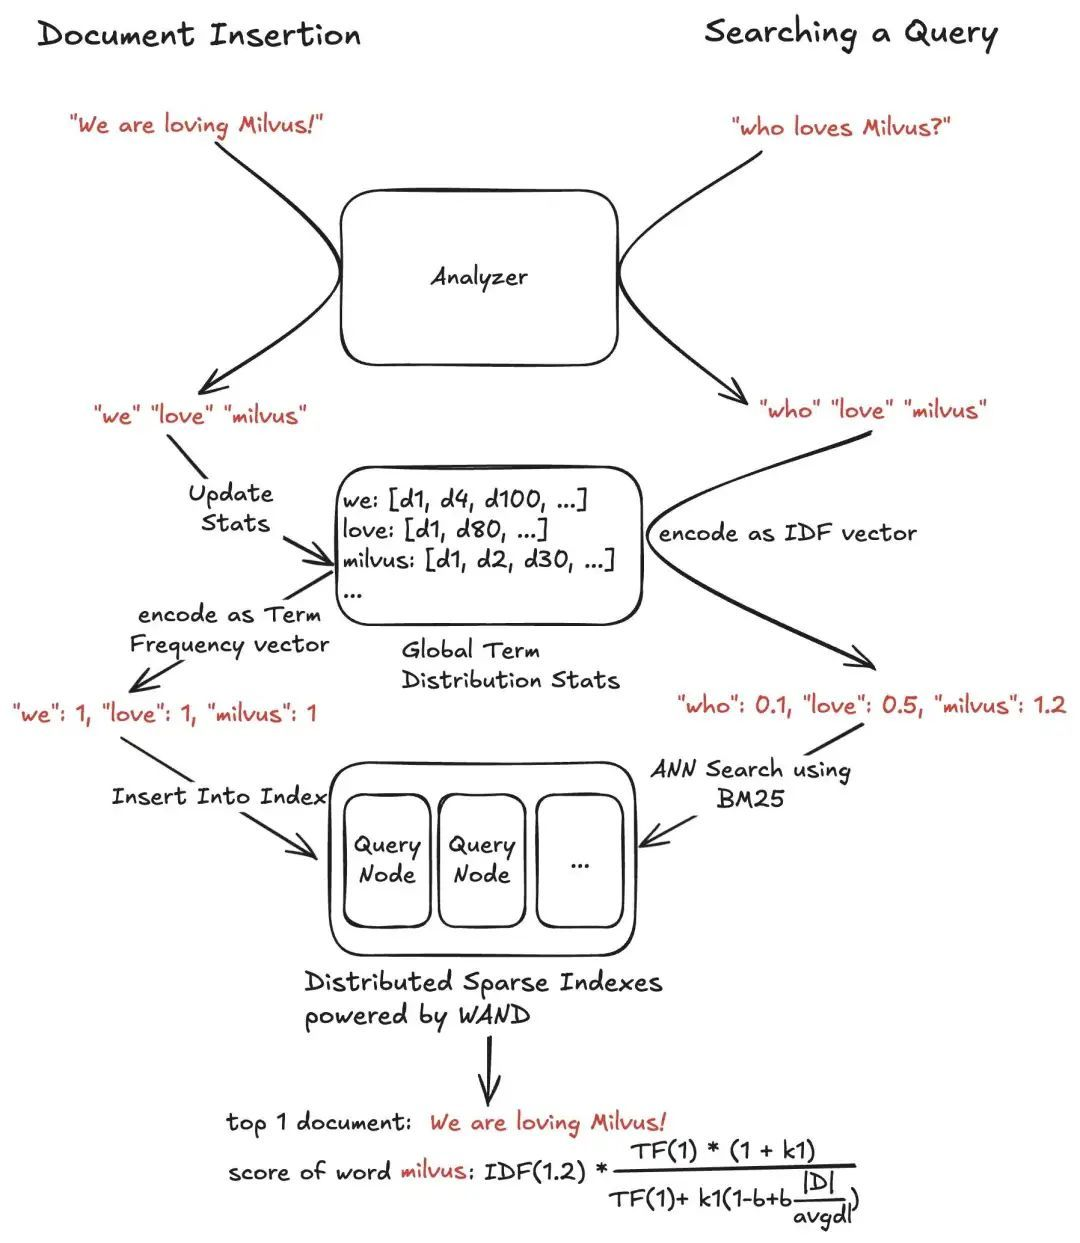 Document Insertion
Searching a Query
"We are loving Milvus!"
"who loves Milvus?"
Analyzer
"we" "love" "milvus"
"who" "love" "milvus"
Update
Stats
we: [d1, d4, d100, ...]
love: [d1, d80, ...]
milvus: [d1, d2, d30, ...]
...
encode as IDF vector
encode as Term
Frequency vector
Global Term
Distribution Stats
"we": 1, "love": 1, "milvus": 1
"who": 0.1, "love": 0.5, "milvus": 1.2
Insert Into Index
ANN Search using
BM25
Query
Node
Query
Node
...
Distributed Sparse Indexes
powered by WAND
top 1 document: We are loving Milvus!
score of word milvus: IDF(1.2) *
TF(1) * (1 + k1)
TF(1)+ k1(1-b+b |D| / avgdl)